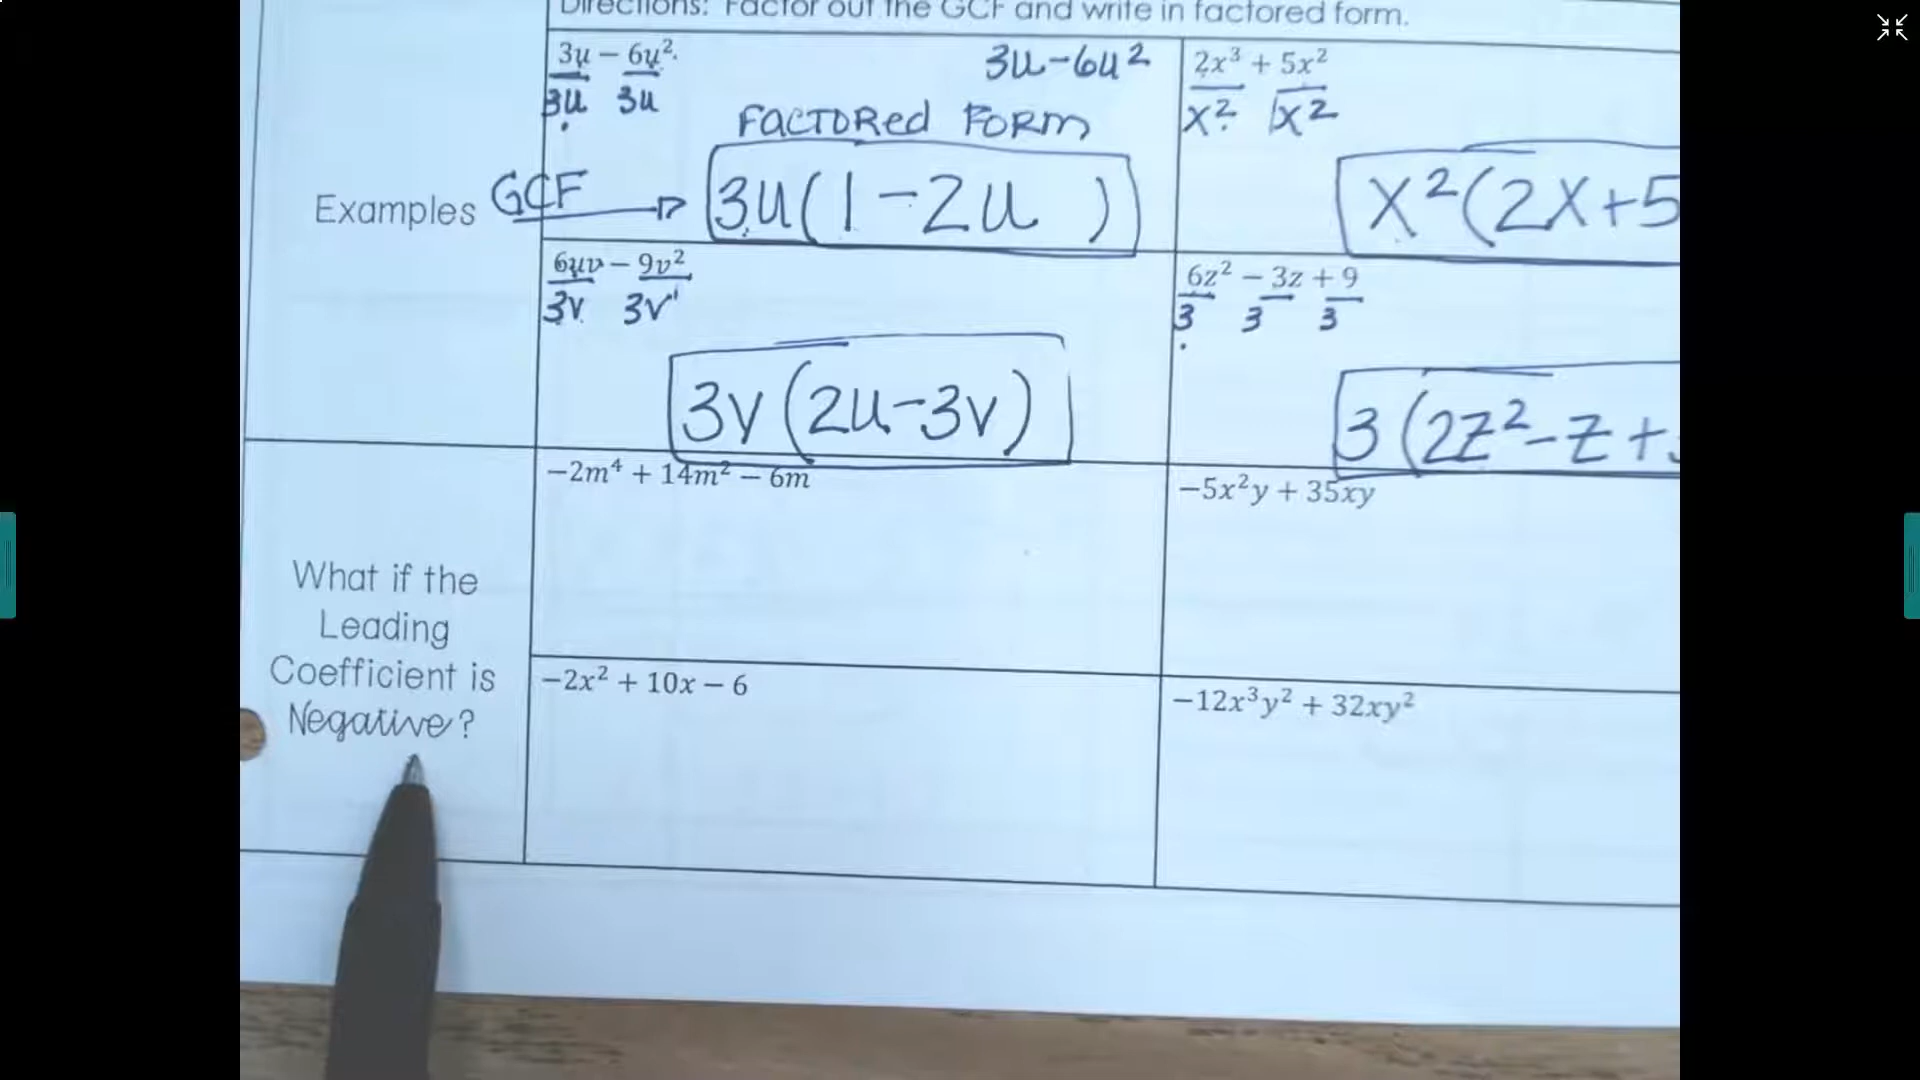 Directions: Factor out the GCF and write in factored form.
3u − 6u². 3u-6u²
3u 3u
FACTORED FORM
GCF 3u(1-2u )
2x³ + 5x²
x² x²
x²(2x+5
Examples
6uv − 9v²
3v 3v¹
3v(2u-3v)
6z² − 3z + 9
3 3 3
3(2z²-z+
What if the
Leading
Coefficient is
Negative?
−2m⁴ + 14m² − 6m
−5x²y + 35xy
−2x² + 10x − 6
−12x³y² + 32xy²